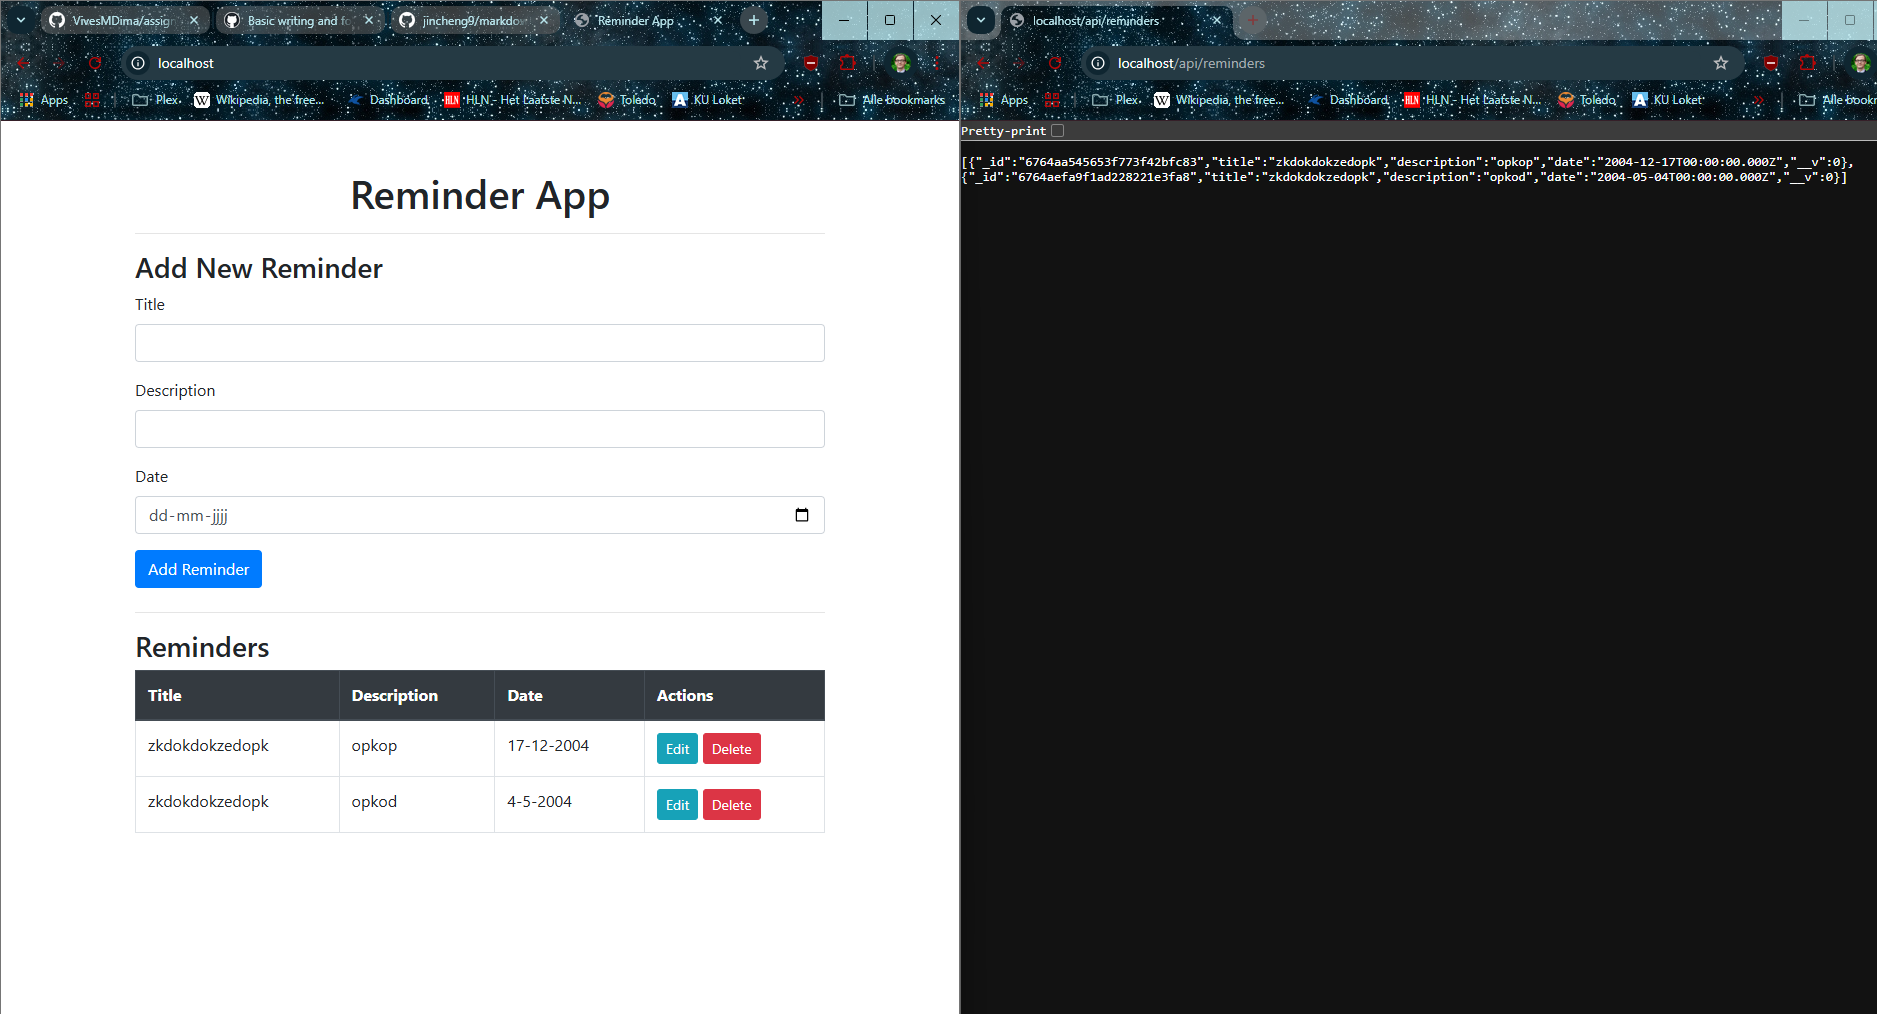 VivesMDima/assign
Basic writing and fo
jincheng9/markdow
Reminder App
localhost
Apps
Plex
Wikipedia, the free...
Dashboard
HLN - Het Laatste N...
Toledo
KU Loket
Alle bookmarks
Reminder App
Add New Reminder
Title
Description
Date
dd-mm-jjjj
Add Reminder
Reminders
Title Description Date Actions
zkdokdokzedopk opkop 17-12-2004 Edit Delete
zkdokdokzedopk opkod 4-5-2004 Edit Delete
localhost/api/reminders
localhost/api/reminders
Apps
Plex
Wikipedia, the free...
Dashboard
HLN - Het Laatste N...
Toledo
KU Loket
Alle bookm
Pretty-print
[{"_id":"6764aa545653f773f42bfc83","title":"zkdokdokzedopk","description":"opkop","date":"2004-12-17T00:00:00.000Z","__v":0},
{"_id":"6764aefa9f1ad228221e3fa8","title":"zkdokdokzedopk","description":"opkod","date":"2004-05-04T00:00:00.000Z","__v":0}]